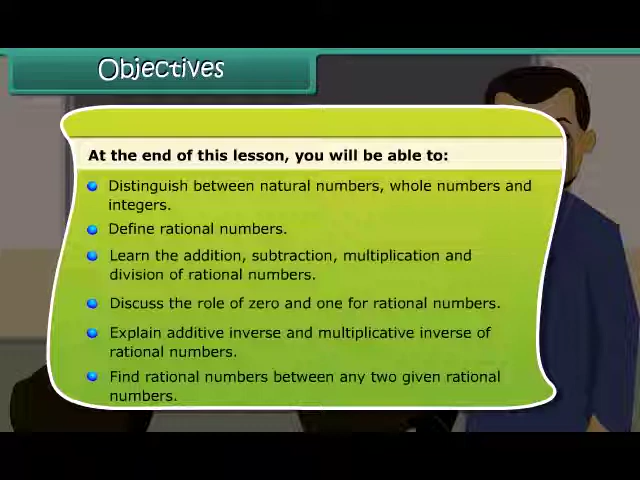 Objectives
At the end of this lesson, you will be able to:
Distinguish between natural numbers, whole numbers and
integers.
Define rational numbers.
Learn the addition, subtraction, multiplication and
division of rational numbers.
Discuss the role of zero and one for rational numbers.
Explain additive inverse and multiplicative inverse of
rational numbers.
Find rational numbers between any two given rational
numbers.